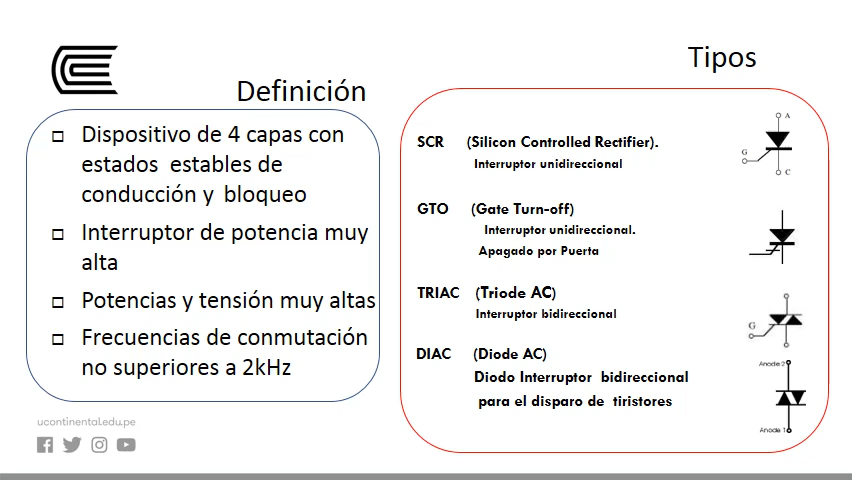 Definición
Dispositivo de 4 capas con
estados estables de
conducción y bloqueo
Interruptor de potencia muy
alta
Potencias y tensión muy altas
Frecuencias de conmutación
no superiores a 2kHz
ucontinental.edu.pe
Tipos
SCR (Silicon Controlled Rectifier).
Interruptor unidireccional
A
G
C
GTO (Gate Turn-off)
Interruptor unidireccional.
Apagado por Puerta
TRIAC (Triode AC)
Interruptor bidireccional
G
DIAC (Diode AC)
Diodo Interruptor bidireccional
para el disparo de tiristores
Anode 2
Anode 1